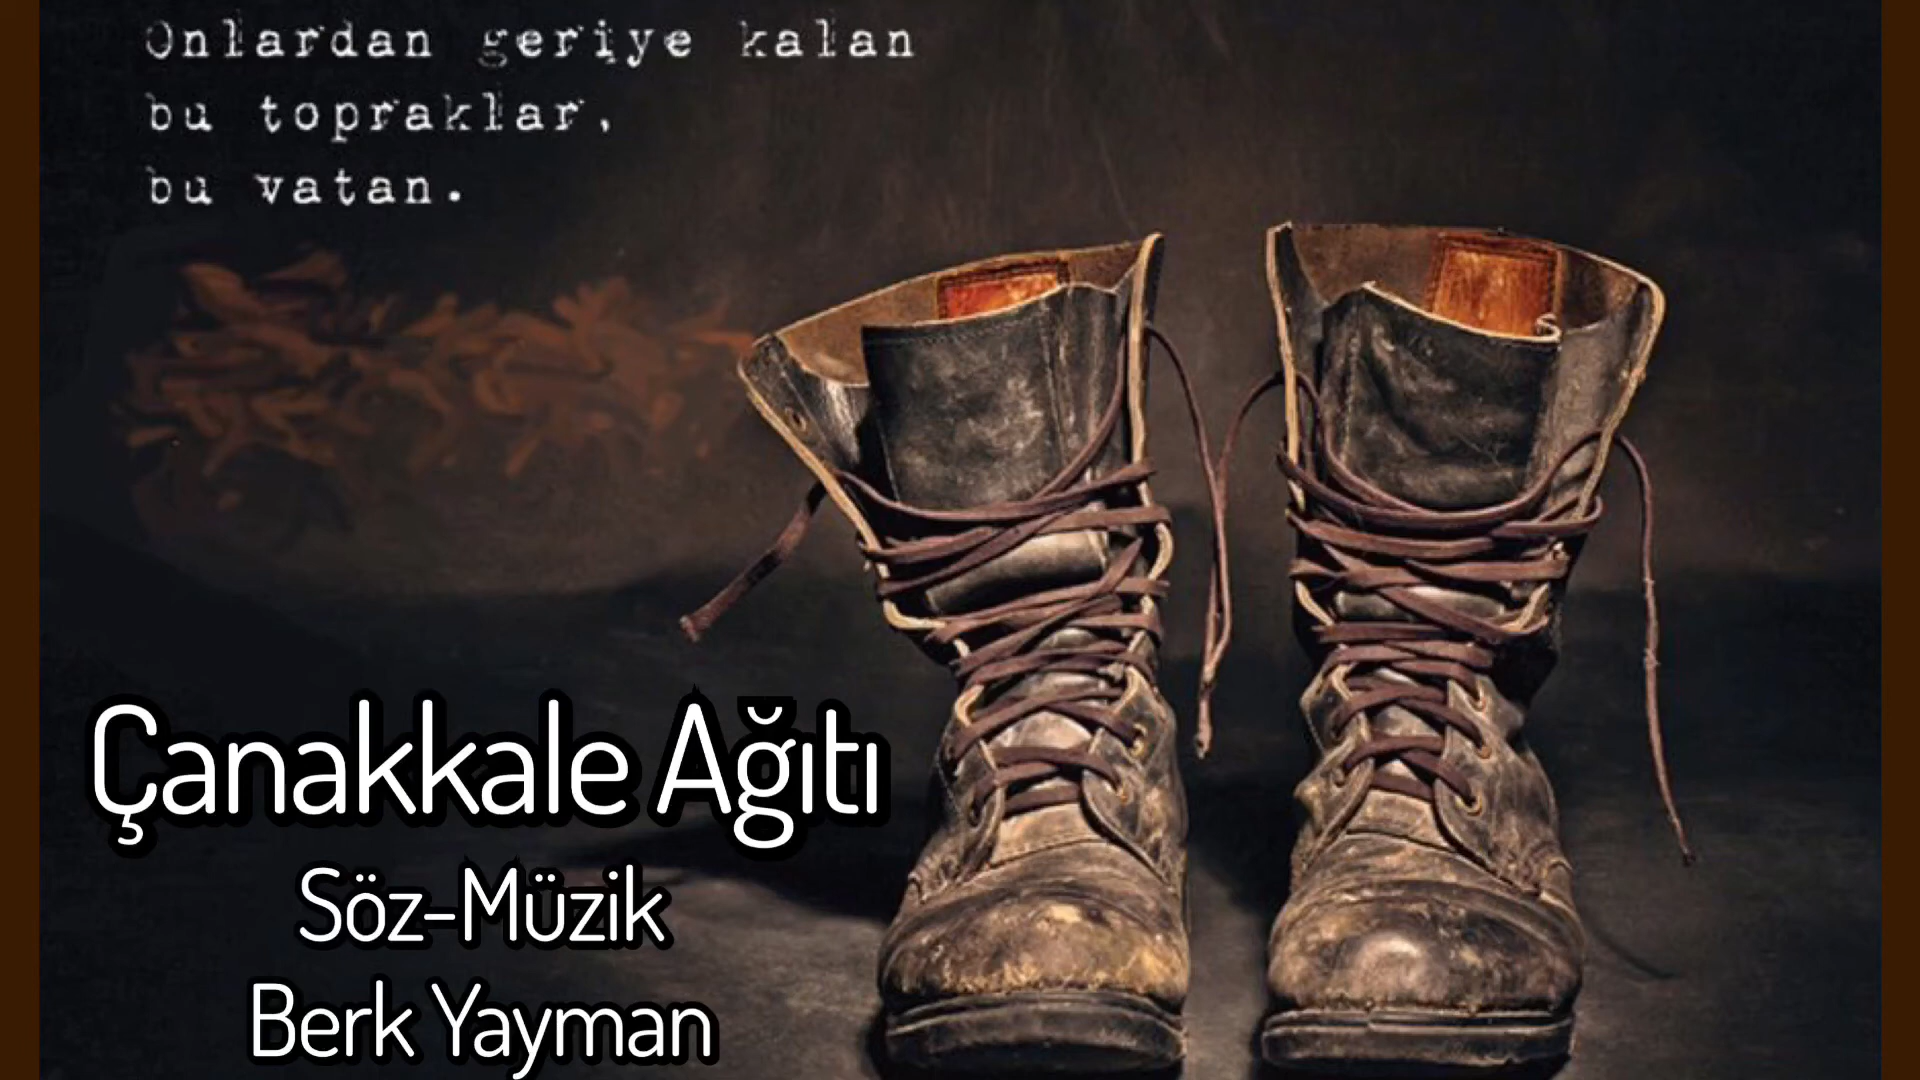 Onlardan geriye kalan
bu topraklar,
bu vatan.
Çanakkale Ağıtı
Söz-Müzik
Berk Yayman